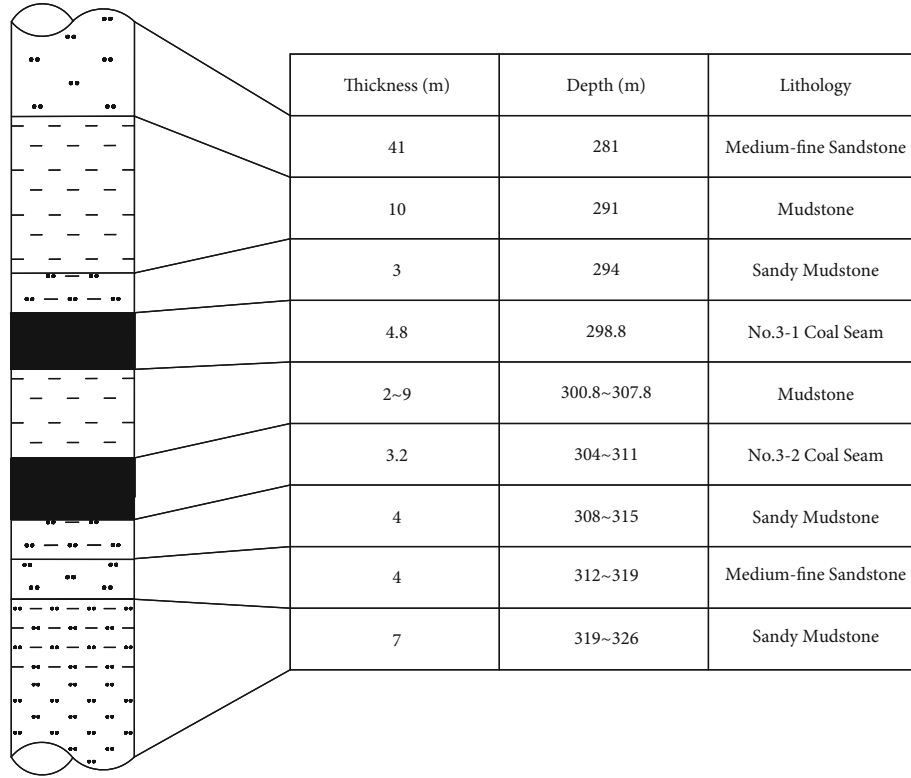 Thickness (m) Depth (m) Lithology
41 281 Medium-fine Sandstone
10 291 Mudstone
3 294 Sandy Mudstone
4.8 298.8 No.3-1 Coal Seam
2~9 300.8~307.8 Mudstone
3.2 304~311 No.3-2 Coal Seam
4 308~315 Sandy Mudstone
4 312~319 Medium-fine Sandstone
7 319~326 Sandy Mudstone